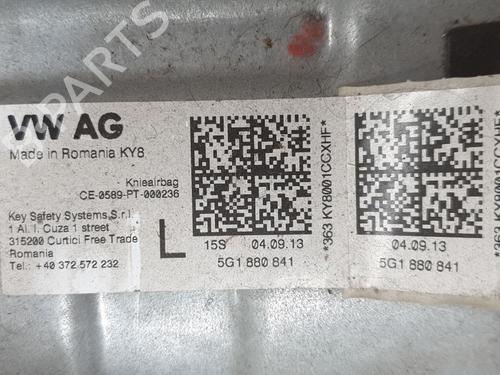 VW AG
Made in Romania KY8
Knieairbag
CE-0589-PT-000236
Key Safety Systems S.r.l.
1 Al. I. Cuza 1 street
315200 Curtici Free Trade
Romania
Tel.: +40 372 572 232
L
15S 04.09.13
5G1 880 841
*363 KY8001CCXHF*
04.09.13
5G1 880 841
B-PARTS